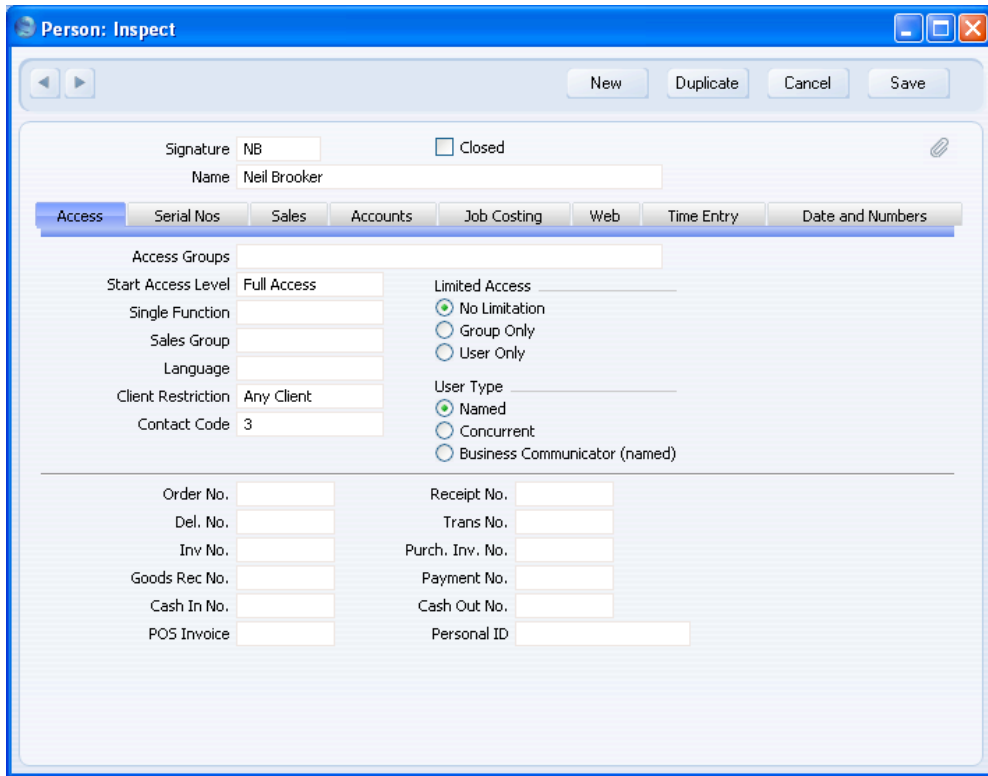 Person: Inspect
New Duplicate Cancel Save
Signature NB Closed
Name Neil Brooker
Access Serial Nos Sales Accounts Job Costing Web Time Entry Date and Numbers
Access Groups
Start Access Level Full Access Limited Access
Single Function No Limitation
Sales Group Group Only
Language User Only
Client Restriction Any Client User Type
Contact Code 3 Named
Concurrent
Business Communicator (named)
Order No. Receipt No.
Del. No. Trans No.
Inv No. Purch. Inv. No.
Goods Rec No. Payment No.
Cash In No. Cash Out No.
POS Invoice Personal ID